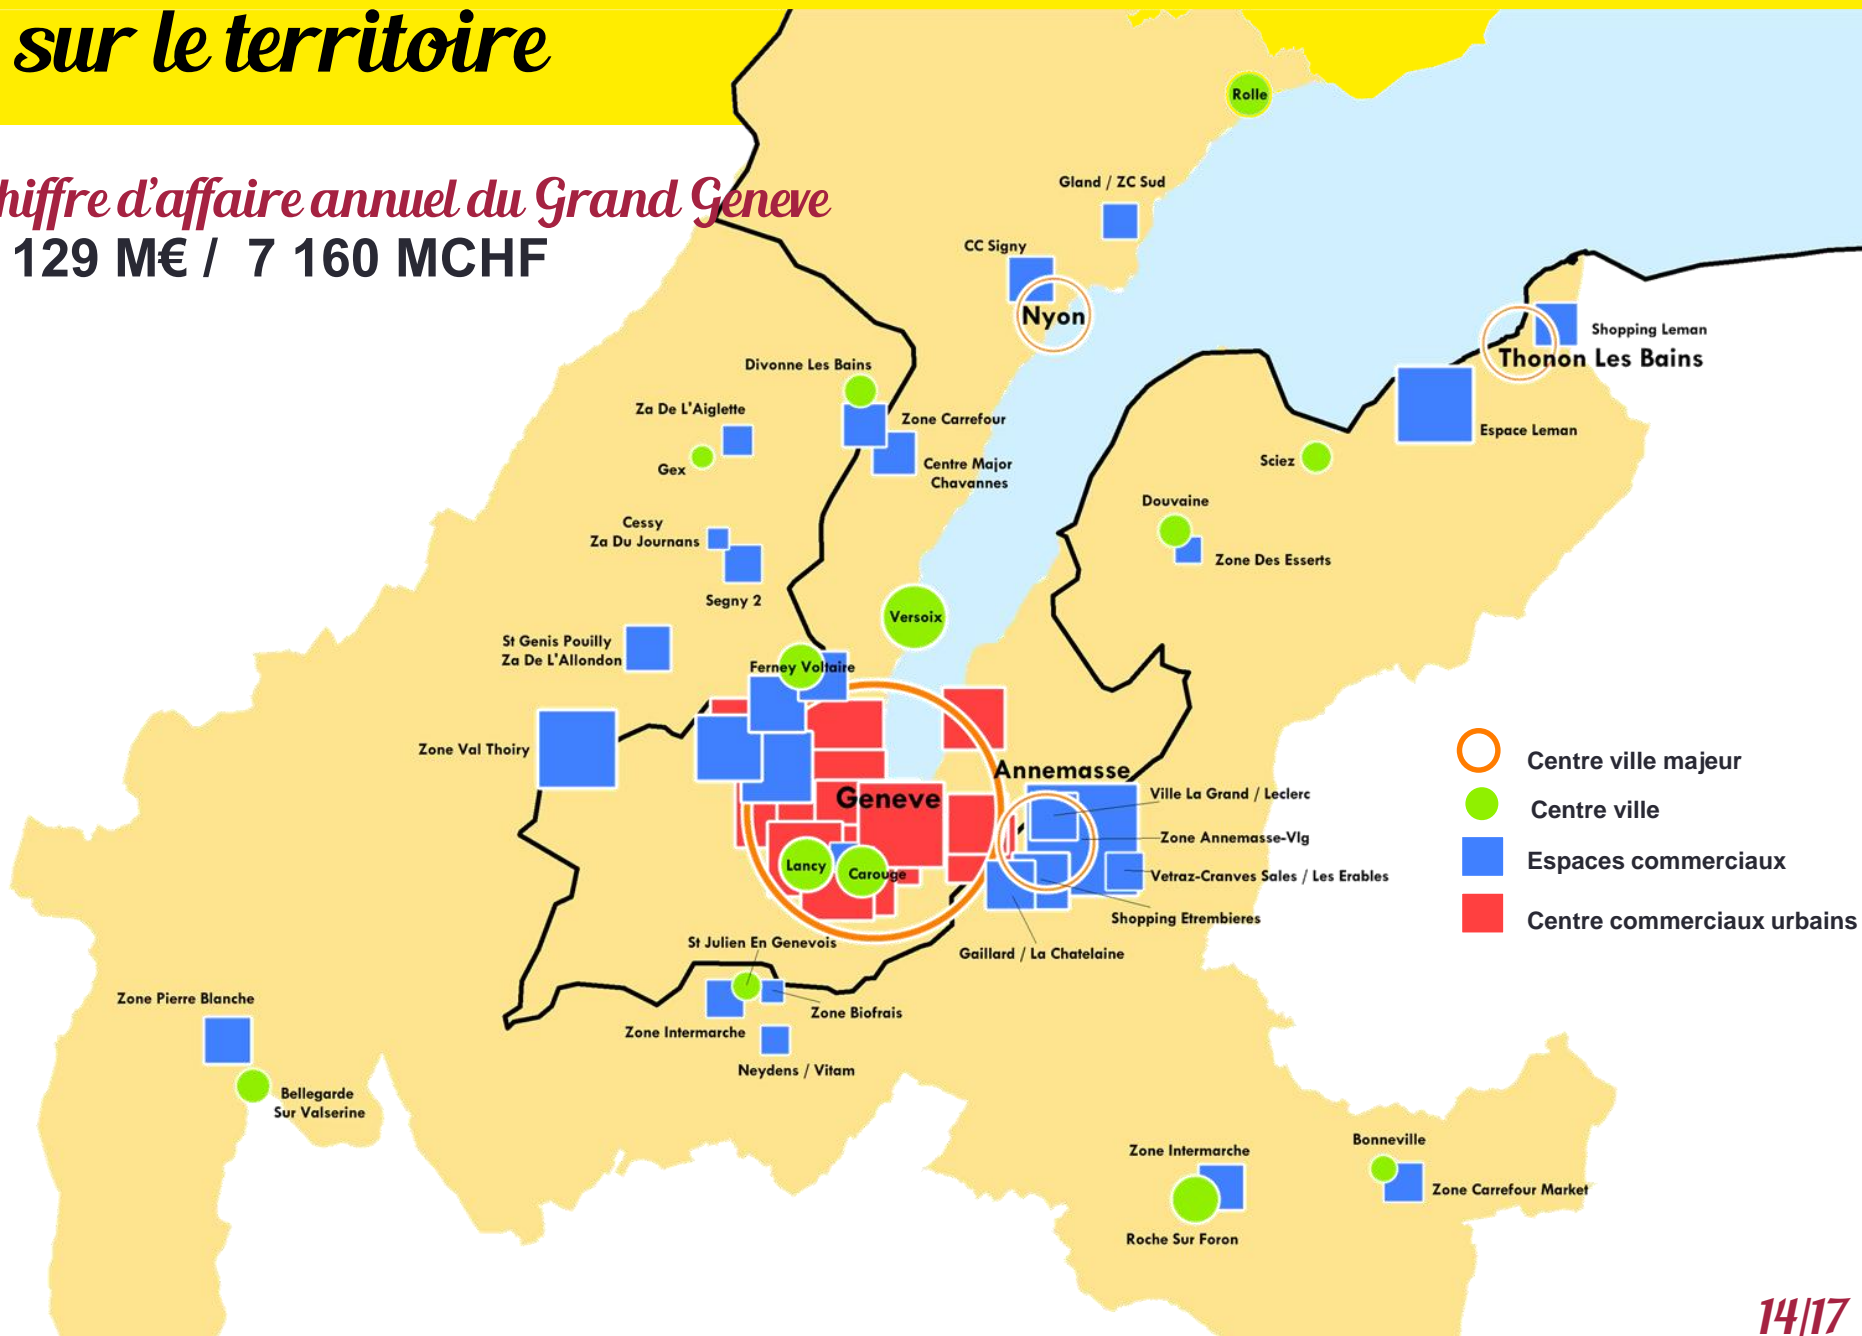 sur le territoire
hiffre d'affaire annuel du Grand Geneve
129 M€ / 7 160 MCHF
Rolle
Gland / ZC Sud
CC Signy
Nyon
Shopping Leman
Thonon Les Bains
Espace Leman
Divonne Les Bains
Za De L'Aiglette
Zone Carrefour
Gex
Centre Major
Chavannes
Sciez
Douvaine
Zone Des Esserts
Cessy
Za Du Journans
Segny 2
Versoix
St Genis Pouilly
Za De L'Allondon
Ferney Voltaire
Zone Val Thoiry
Annemasse
Geneve
Ville La Grand / Leclerc
Zone Annemasse-Vlg
Lancy
Carouge
Vetraz-Cranves Sales / Les Erables
Shopping Etrembieres
Gaillard / La Chatelaine
Centre ville majeur
Centre ville
Espaces commerciaux
Centre commerciaux urbains
St Julien En Genevois
Zone Pierre Blanche
Zone Biofrais
Zone Intermarche
Neydens / Vitam
Bellegarde
Sur Valserine
Zone Intermarche
Roche Sur Foron
Bonneville
Zone Carrefour Market
14/17